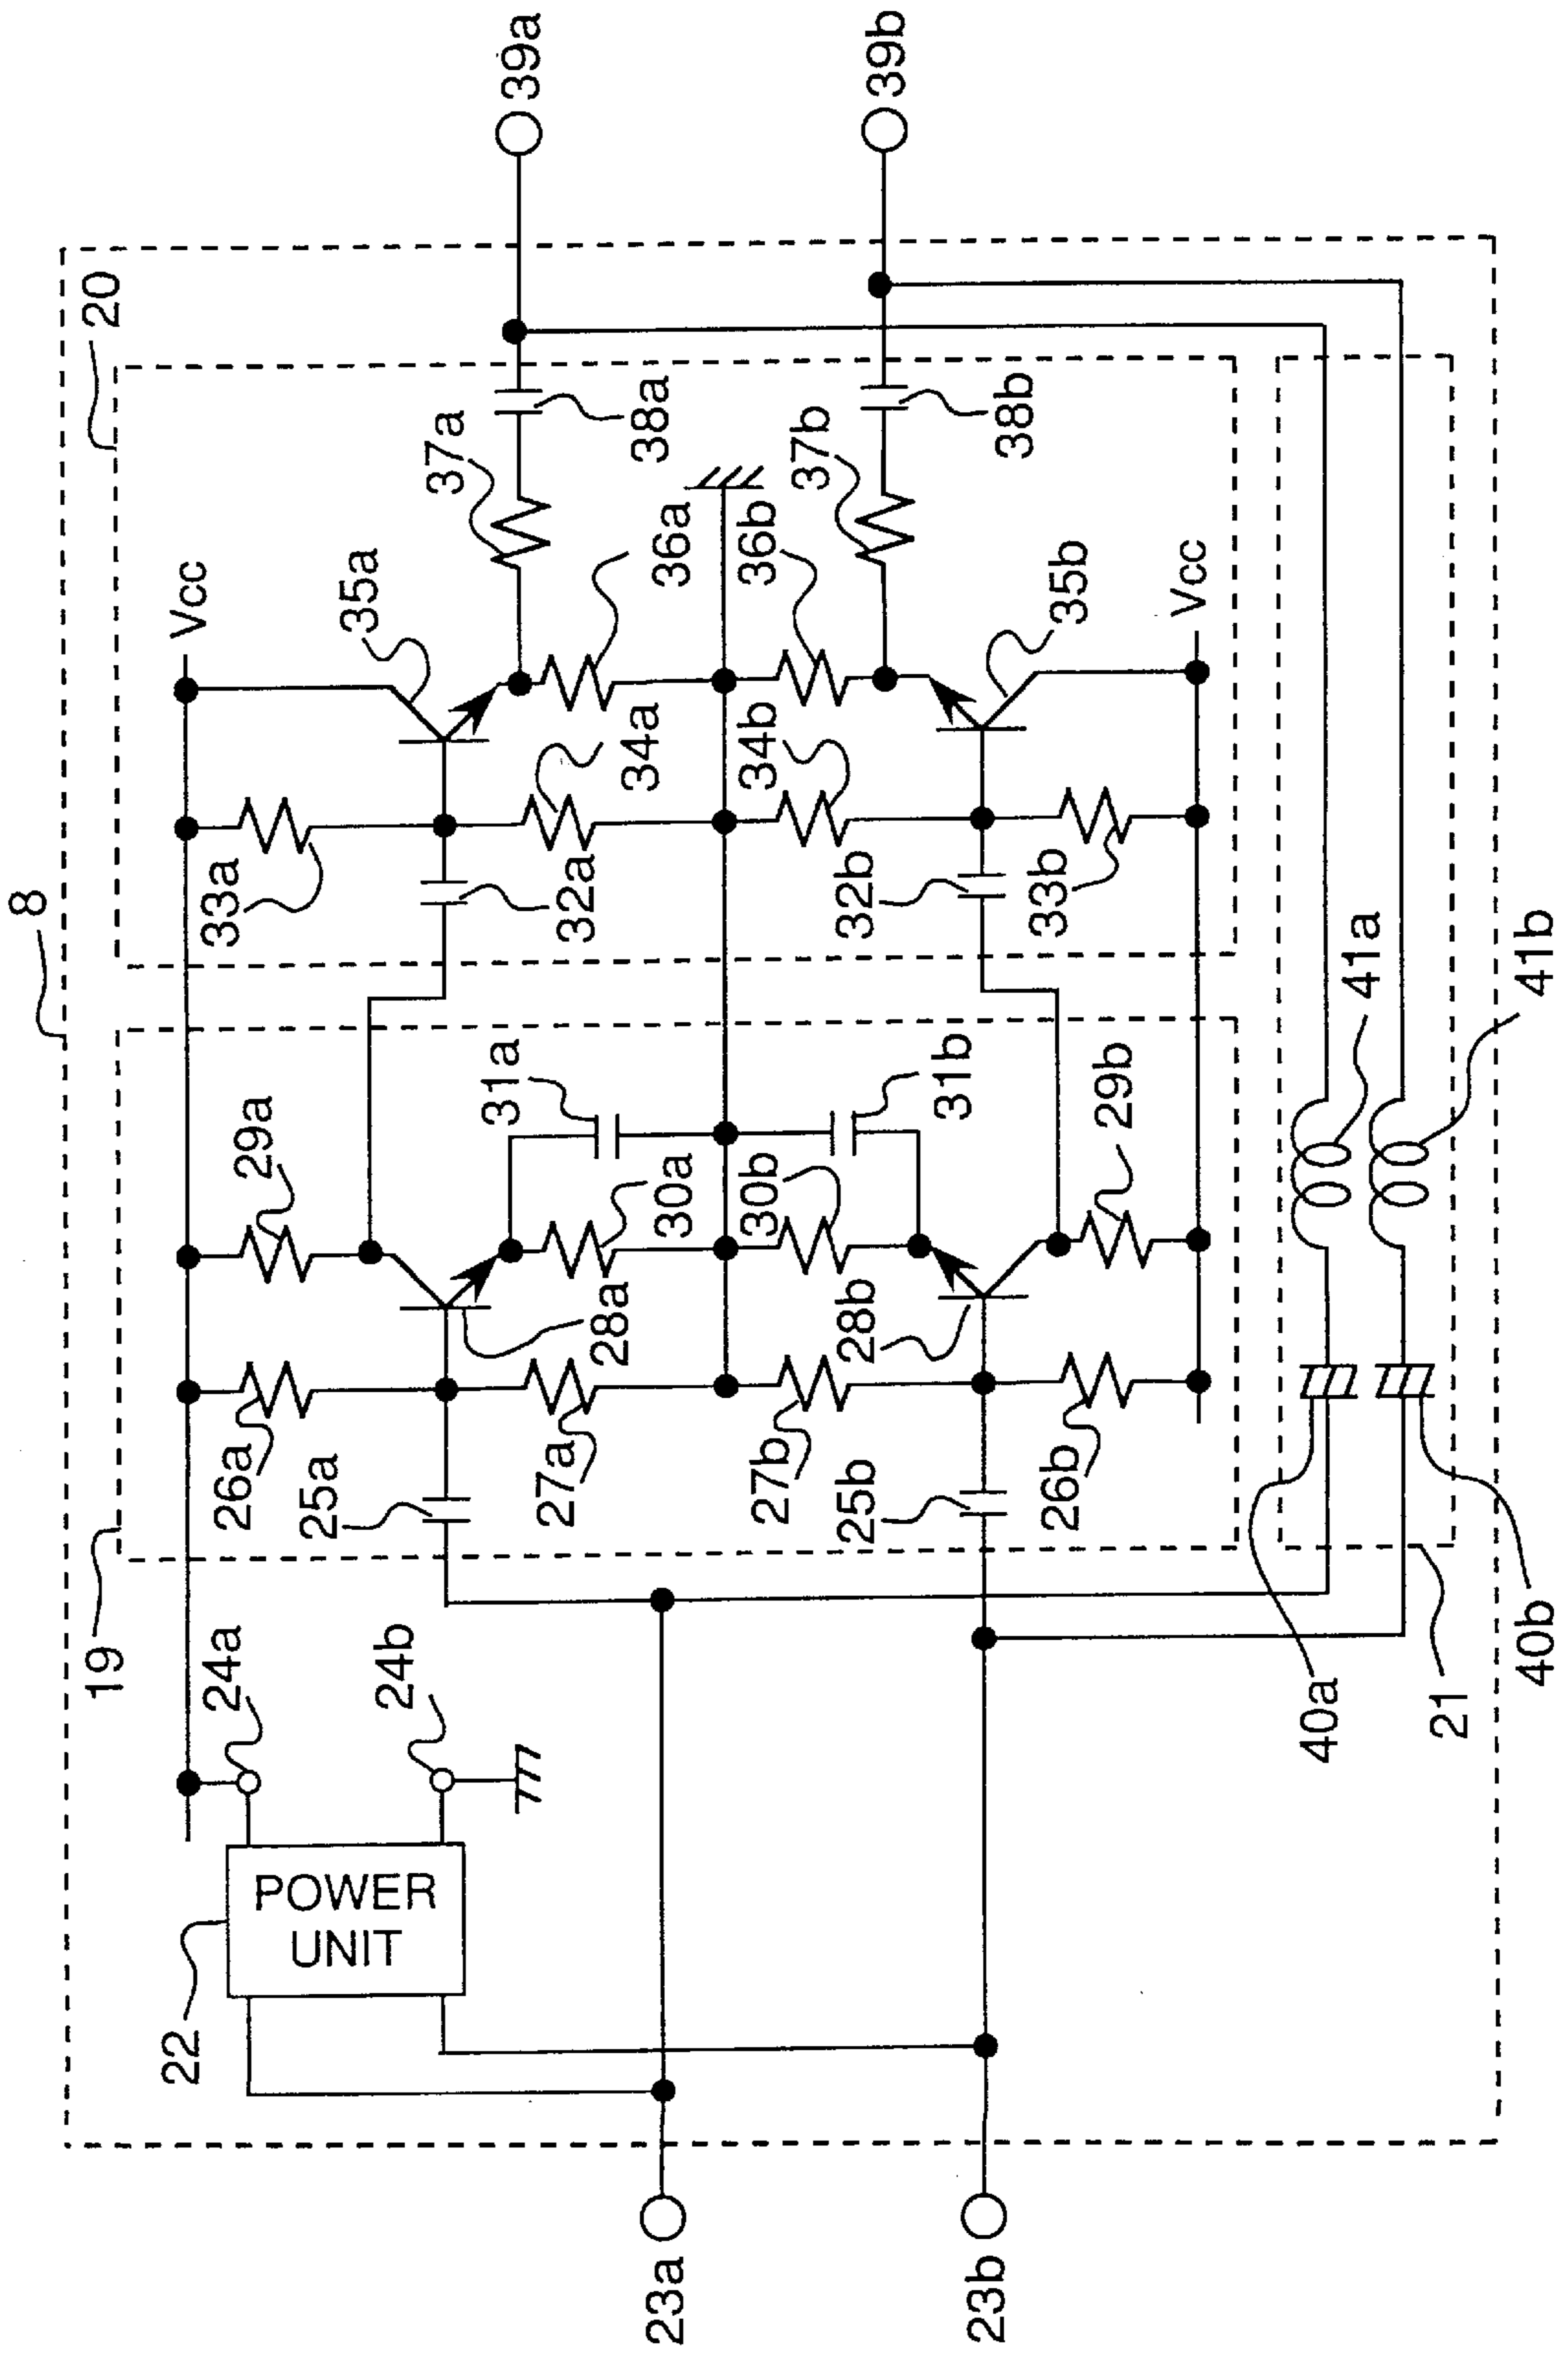 8
20
39a
39b
Vcc
35a
37a
38a
36a
36b
37b
38b
35b
Vcc
33a
32a
34a
34b
32b
33b
41a
41b
19
29a
31a
30a
30b
31b
29b
28a
28b
26a
25a
27a
27b
25b
26b
24a
24b
40a
21
40b
22
POWER
UNIT
23a
23b